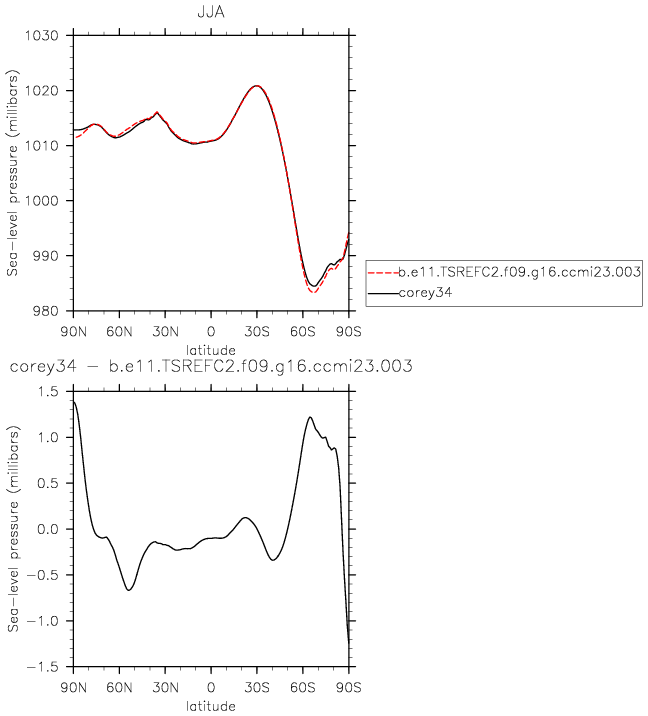 JJA
1030
1020
1010
1000
990
980
Sea-level pressure (millibars)
90N 60N 30N 0 30S 60S 90S
latitude
b.e11.TSREFC2.f09.g16.ccmi23.003
corey34
corey34 - b.e11.TSREFC2.f09.g16.ccmi23.003
1.5
1.0
0.5
0.0
-0.5
-1.0
-1.5
Sea-level pressure (millibars)
90N 60N 30N 0 30S 60S 90S
latitude